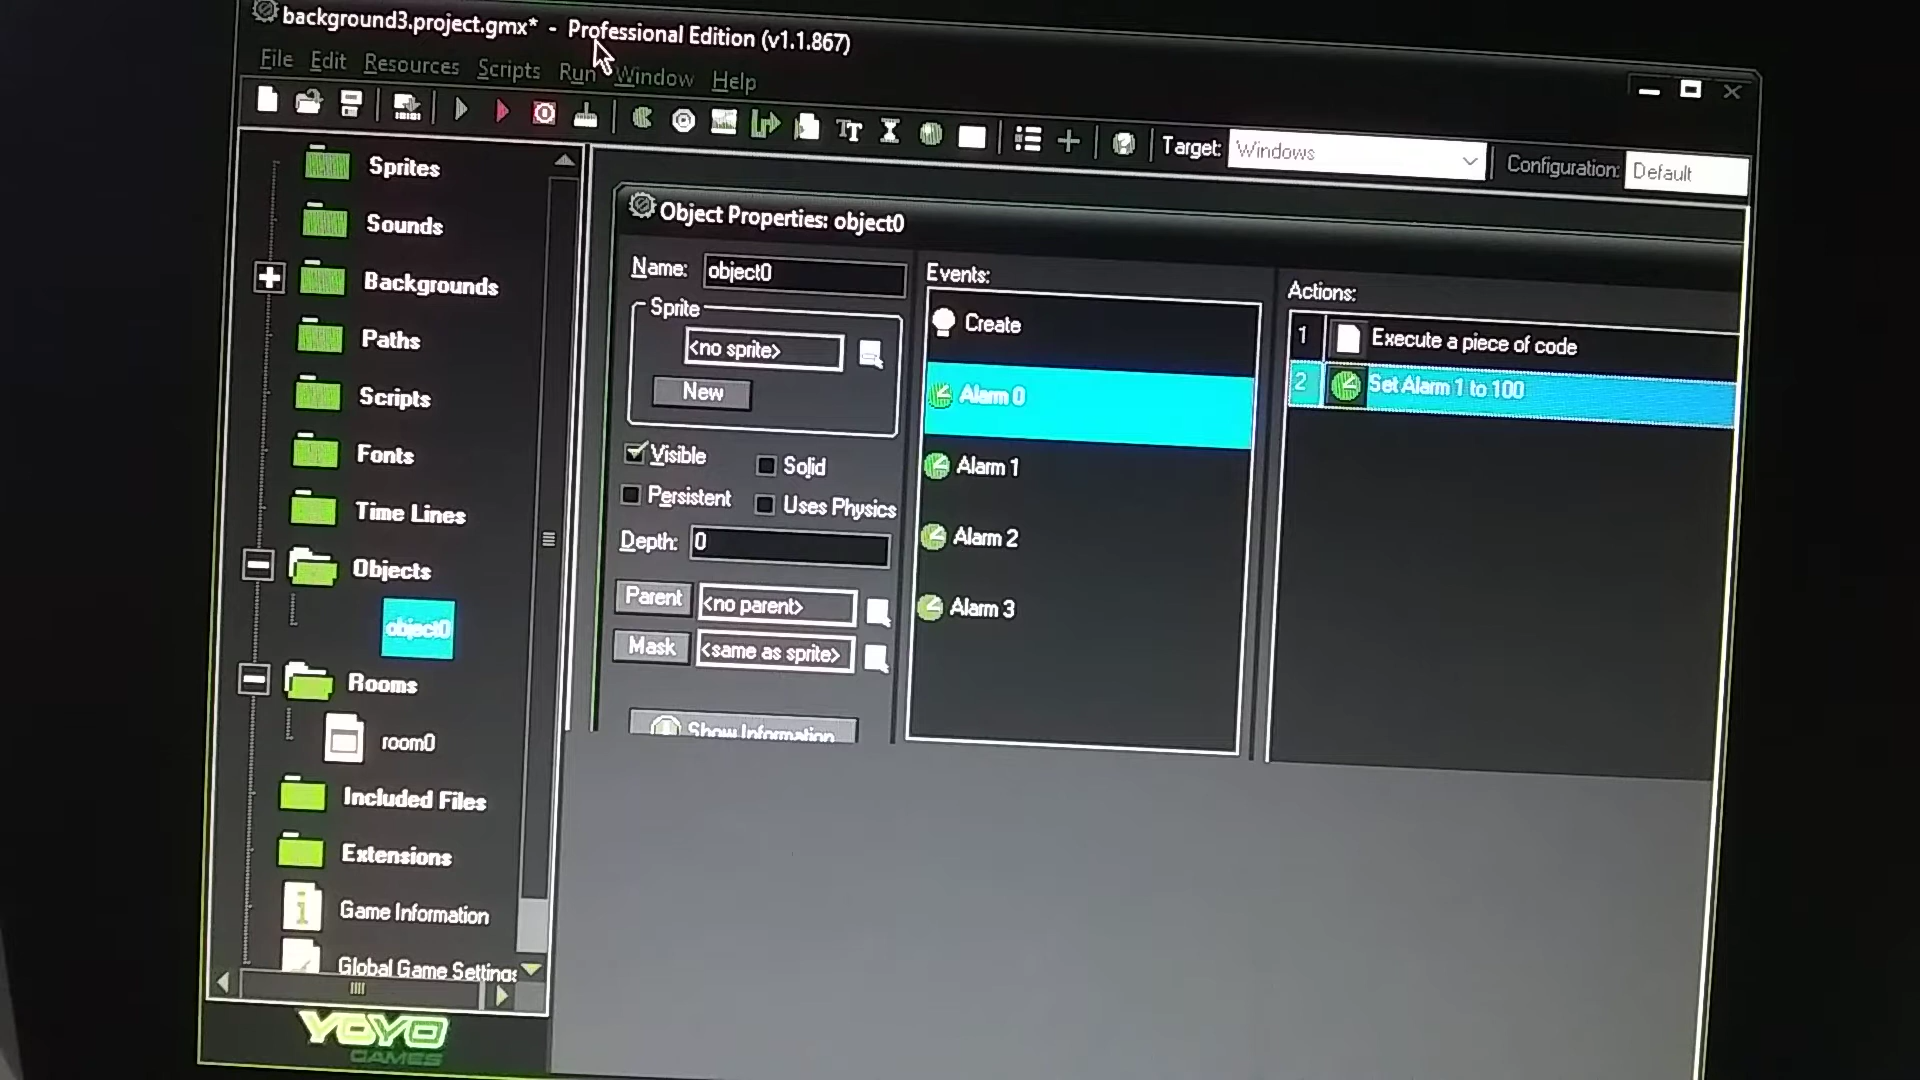 background3.project.gmx* - Professional Edition (v1.1.867)
File Edit Resources Scripts Run Window Help
Target: Windows Configuration: Default
Sprites
Sounds
Backgrounds
Paths
Scripts
Fonts
Time Lines
Objects
object0
Rooms
room0
Included Files
Extensions
Game Information
Global Game Settings
YOYO
GAMES
Object Properties: object0
Name: object0
Sprite
<no sprite>
New
Visible Solid
Persistent Uses Physics
Depth: 0
Parent <no parent>
Mask <same as sprite>
Show Information
Events:
Create
Alarm 0
Alarm 1
Alarm 2
Alarm 3
Actions:
1 Execute a piece of code
2 Set Alarm 1 to 100